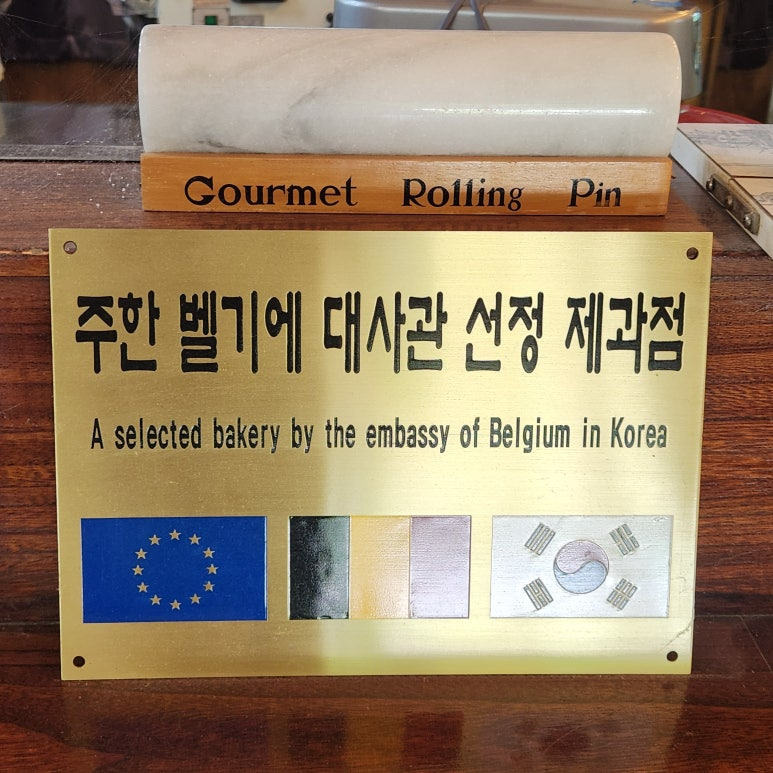 Gourmet Rolling Pin
주한 벨기에 대사관 선정 제과점
A selected bakery by the embassy of Belgium in Korea